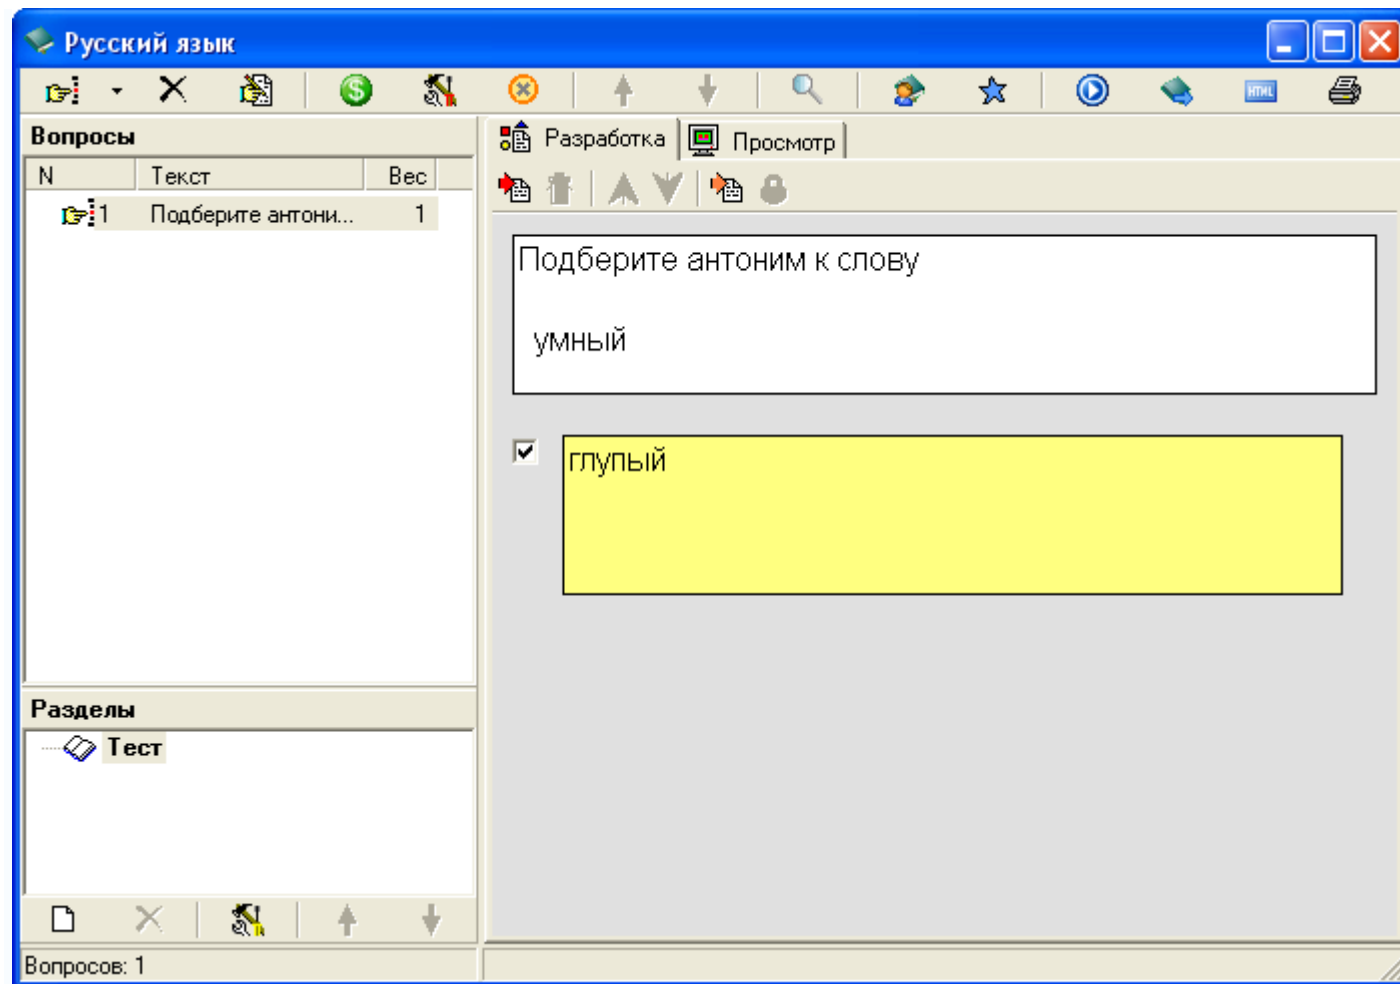 Русский язык
HTML
Вопросы
N Текст Вес
1 Подберите антони... 1
Разделы
Тест
Вопросов: 1
Разработка Просмотр
Подберите антоним к слову
умный
глупый